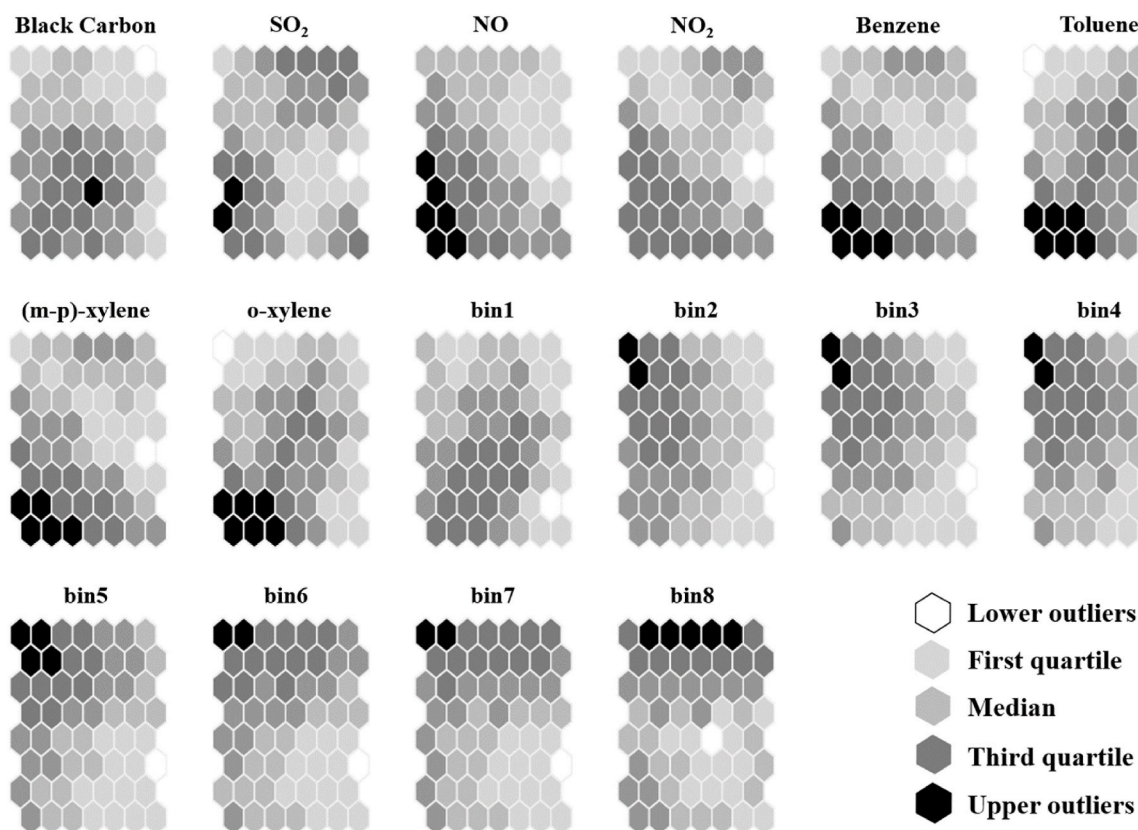 Black Carbon SO₂ NO NO₂ Benzene Toluene
(m-p)-xylene o-xylene bin1 bin2 bin3 bin4
bin5 bin6 bin7 bin8
Lower outliers
First quartile
Median
Third quartile
Upper outliers